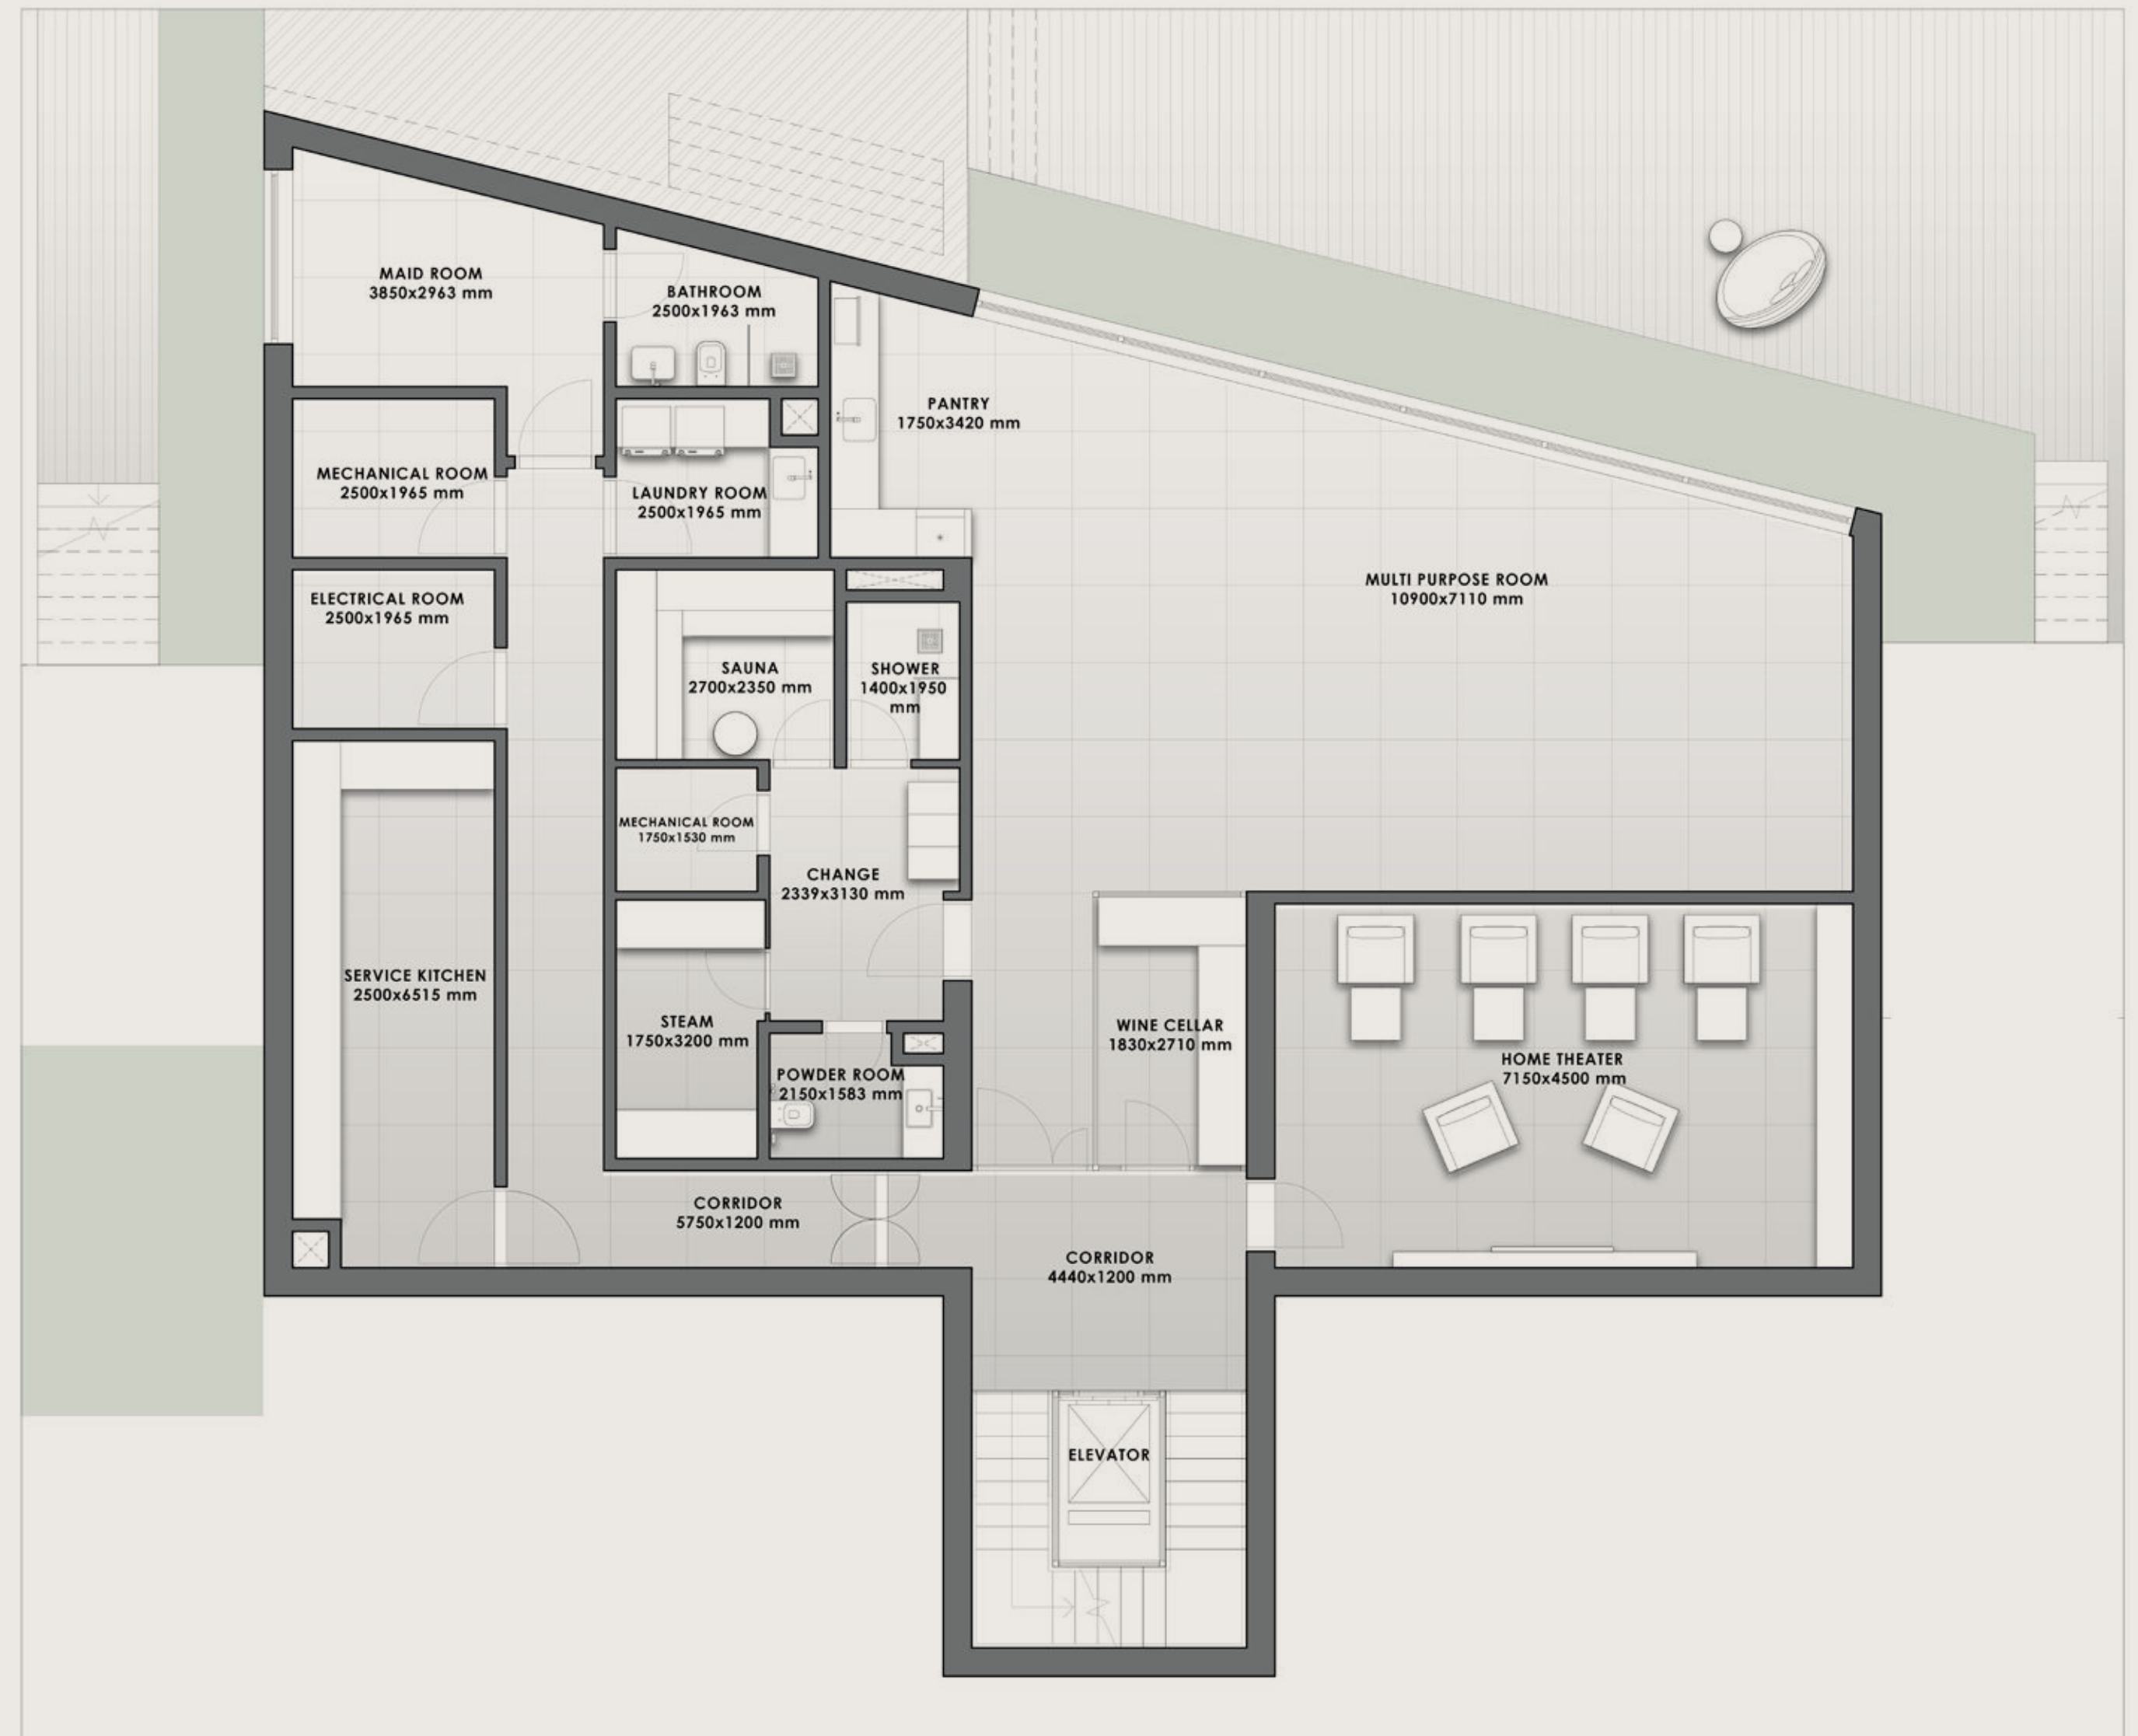 MAID ROOM
3850x2963 mm
BATHROOM
2500x1963 mm
PANTRY
1750x3420 mm
MECHANICAL ROOM
2500x1965 mm
LAUNDRY ROOM
2500x1965 mm
MULTI PURPOSE ROOM
10900x7110 mm
ELECTRICAL ROOM
2500x1965 mm
SAUNA
2700x2350 mm
SHOWER
1400x1950
mm
MECHANICAL ROOM
1750x1530 mm
CHANGE
2339x3130 mm
SERVICE KITCHEN
2500x6515 mm
STEAM
1750x3200 mm
WINE CELLAR
1830x2710 mm
HOME THEATER
7150x4500 mm
POWDER ROOM
2150x1583 mm
CORRIDOR
5750x1200 mm
CORRIDOR
4440x1200 mm
ELEVATOR